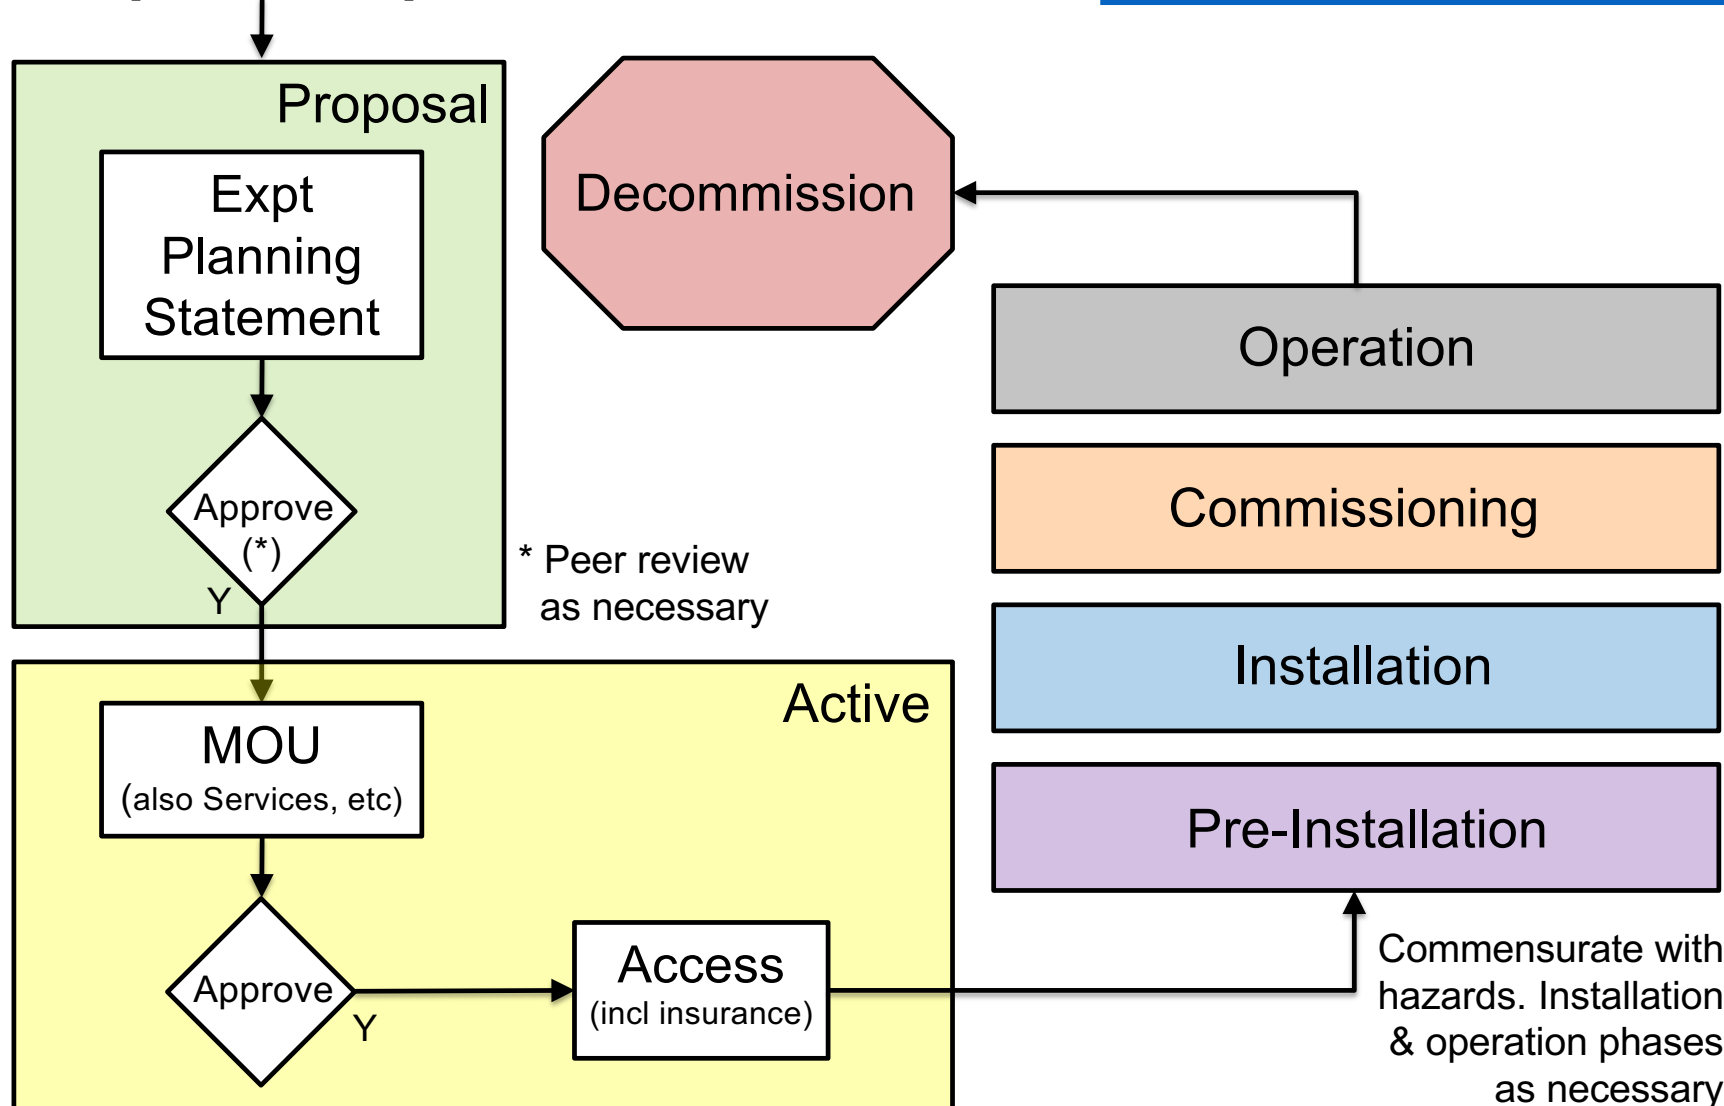 Proposal
Expt
Planning
Statement
Approve
(*)
Y
* Peer review
as necessary
Decommission
Operation
Commissioning
Installation
Pre-Installation
Active
MOU
(also Services, etc)
Approve
Y
Access
(incl insurance)
Commensurate with
hazards. Installation
& operation phases
as necessary